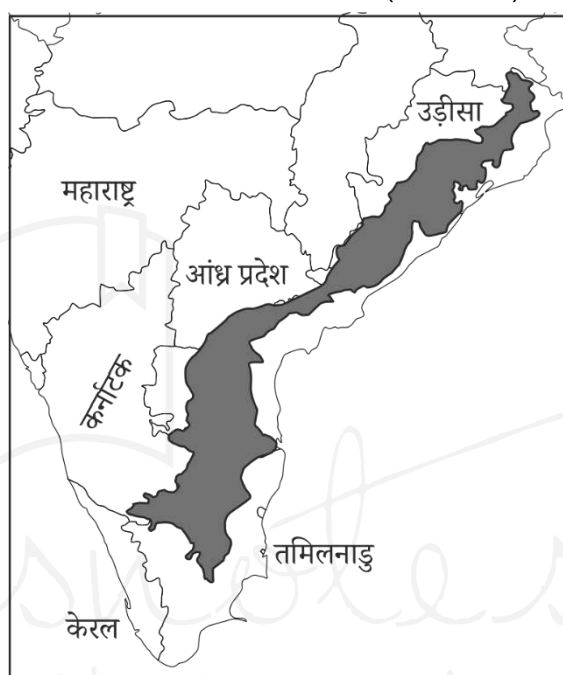 उड़ीसा
महाराष्ट्र
आंध्र प्रदेश
कर्नाटक
तमिलनाडु
केरल